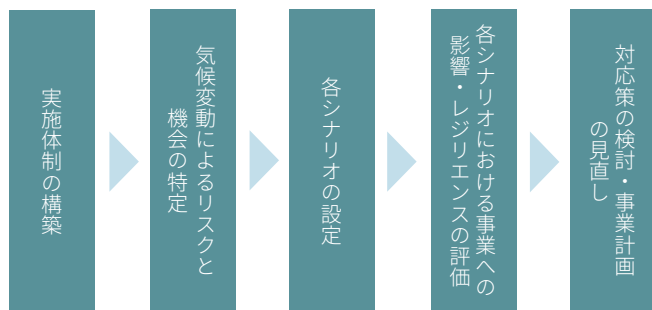 実施体制の構築
気候変動によるリスクと
機会の特定
各シナリオの設定
各シナリオにおける事業への
影響・レジリエンスの評価
対応策の検討・事業計画
の見直し